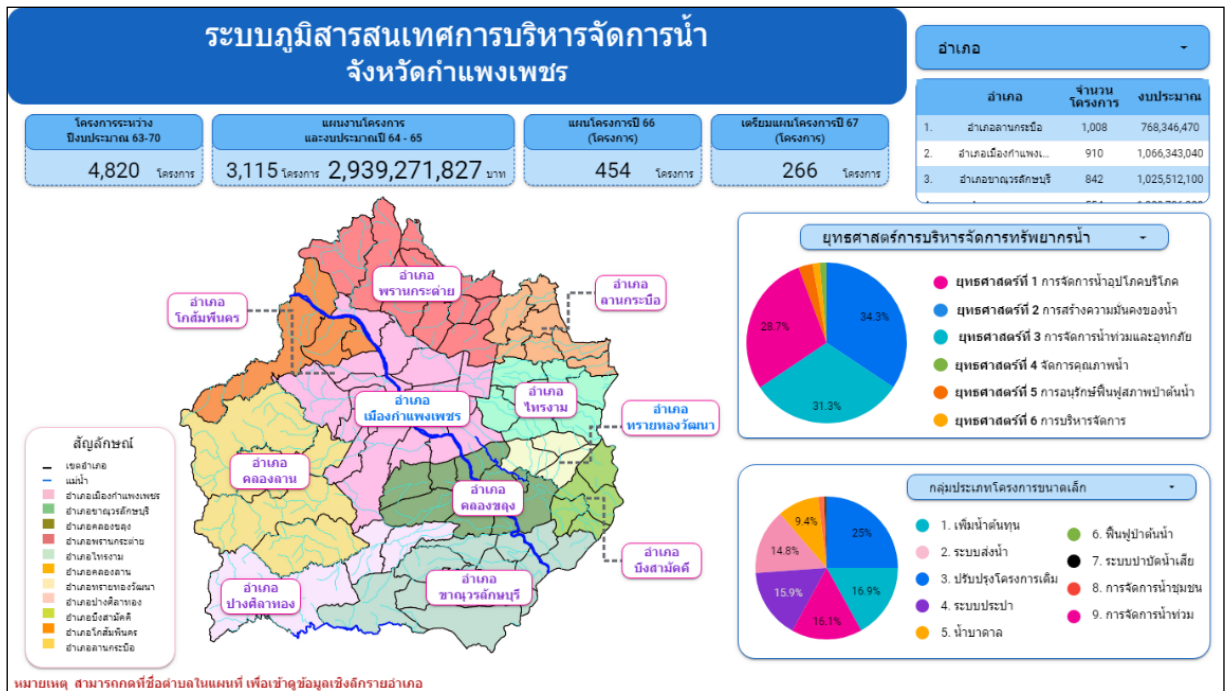 ระบบภูมิสารสนเทศการบริหารจัดการน้ำ
จังหวัดกำแพงเพชร
โครงการระหว่าง
ปีงบประมาณ 63-70
4,820 โครงการ
แผนงานโครงการ
และงบประมาณปี 64 - 65
3,115 โครงการ 2,939,271,827 บาท
แผนโครงการปี 66
(โครงการ)
454 โครงการ
เตรียมแผนโครงการปี 67
(โครงการ)
266 โครงการ
อำเภอ
อำเภอ จำนวนโครงการ งบประมาณ
1. อำเภอลานกระบือ 1,008 768,346,470
2. อำเภอเมืองกำแพงเ... 910 1,066,343,040
3. อำเภอขาณุวรลักษบุรี 842 1,025,512,100
อำเภอ
พรานกระต่าย
อำเภอ
ลานกระบือ
อำเภอ
โกสัมพีนคร
อำเภอ
เมืองกำแพงเพชร
อำเภอ
ไทรงาม
อำเภอ
ทรายทองวัฒนา
อำเภอ
คลองลาน
อำเภอ
คลองขลุง
อำเภอ
บึงสามัคคี
อำเภอ
ปางศิลาทอง
อำเภอ
ขาณุวรลักษบุรี
สัญลักษณ์
เขตอำเภอ
แม่น้ำ
อำเภอเมืองกำแพงเพชร
อำเภอขาณุวรลักษบุรี
อำเภอคลองขลุง
อำเภอพรานกระต่าย
อำเภอไทรงาม
อำเภอคลองลาน
อำเภอทรายทองวัฒนา
อำเภอปางศิลาทอง
อำเภอบึงสามัคคี
อำเภอโกสัมพีนคร
อำเภอลานกระบือ
ยุทธศาสตร์การบริหารจัดการทรัพยากรน้ำ
34.3%
31.3%
28.7%
ยุทธศาสตร์ที่ 1 การจัดการน้ำอุปโภคบริโภค
ยุทธศาสตร์ที่ 2 การสร้างความมั่นคงของน้ำ
ยุทธศาสตร์ที่ 3 การจัดการน้ำท่วมและอุทกภัย
ยุทธศาสตร์ที่ 4 จัดการคุณภาพน้ำ
ยุทธศาสตร์ที่ 5 การอนุรักษ์ฟื้นฟูสภาพป่าต้นน้ำ
ยุทธศาสตร์ที่ 6 การบริหารจัดการ
กลุ่มประเภทโครงการขนาดเล็ก
25%
16.9%
16.1%
15.9%
14.8%
9.4%
1. เพิ่มน้ำต้นทุน
2. ระบบส่งน้ำ
3. ปรับปรุงโครงการเดิม
4. ระบบประปา
5. น้ำบาดาล
6. ฟื้นฟูป่าต้นน้ำ
7. ระบบบำบัดน้ำเสีย
8. การจัดการน้ำชุมชน
9. การจัดการน้ำท่วม
หมายเหตุ สามารถกดที่ชื่อตำบลในแผนที่ เพื่อเข้าดูข้อมูลเชิงลึกรายอำเภอ